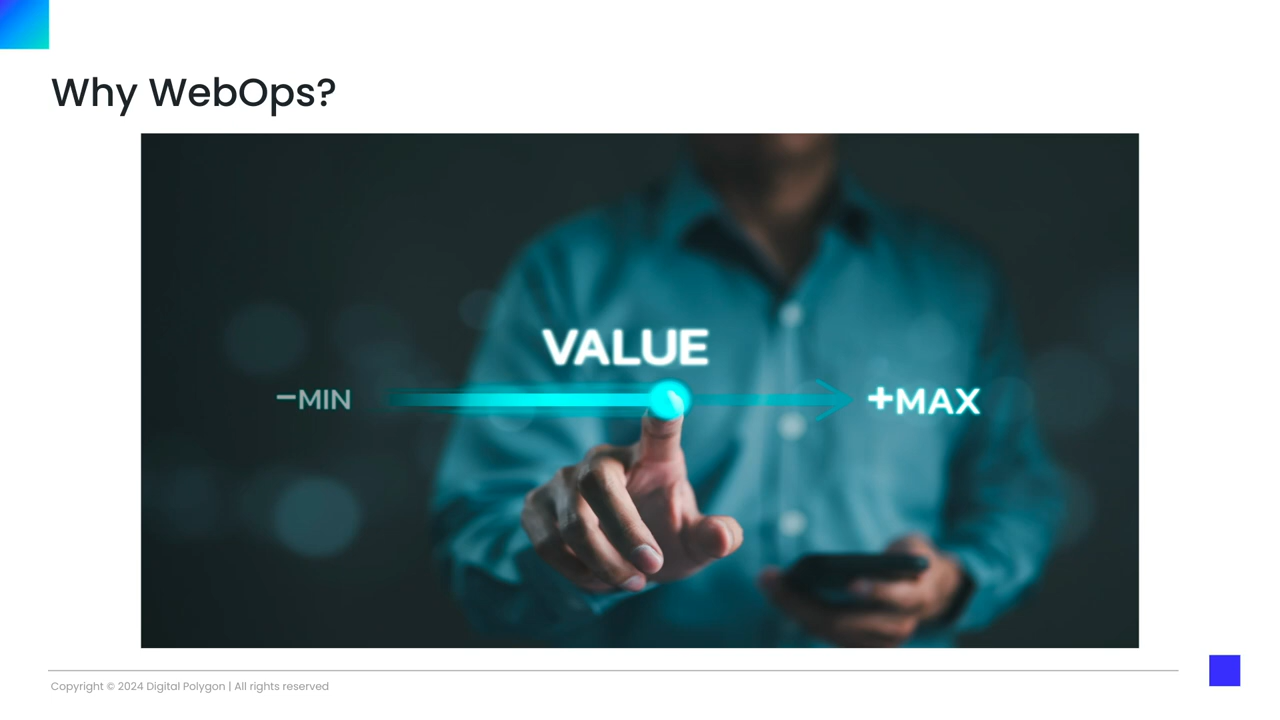 Why WebOps?
VALUE
−MIN
+MAX
Copyright © 2024 Digital Polygon | All rights reserved